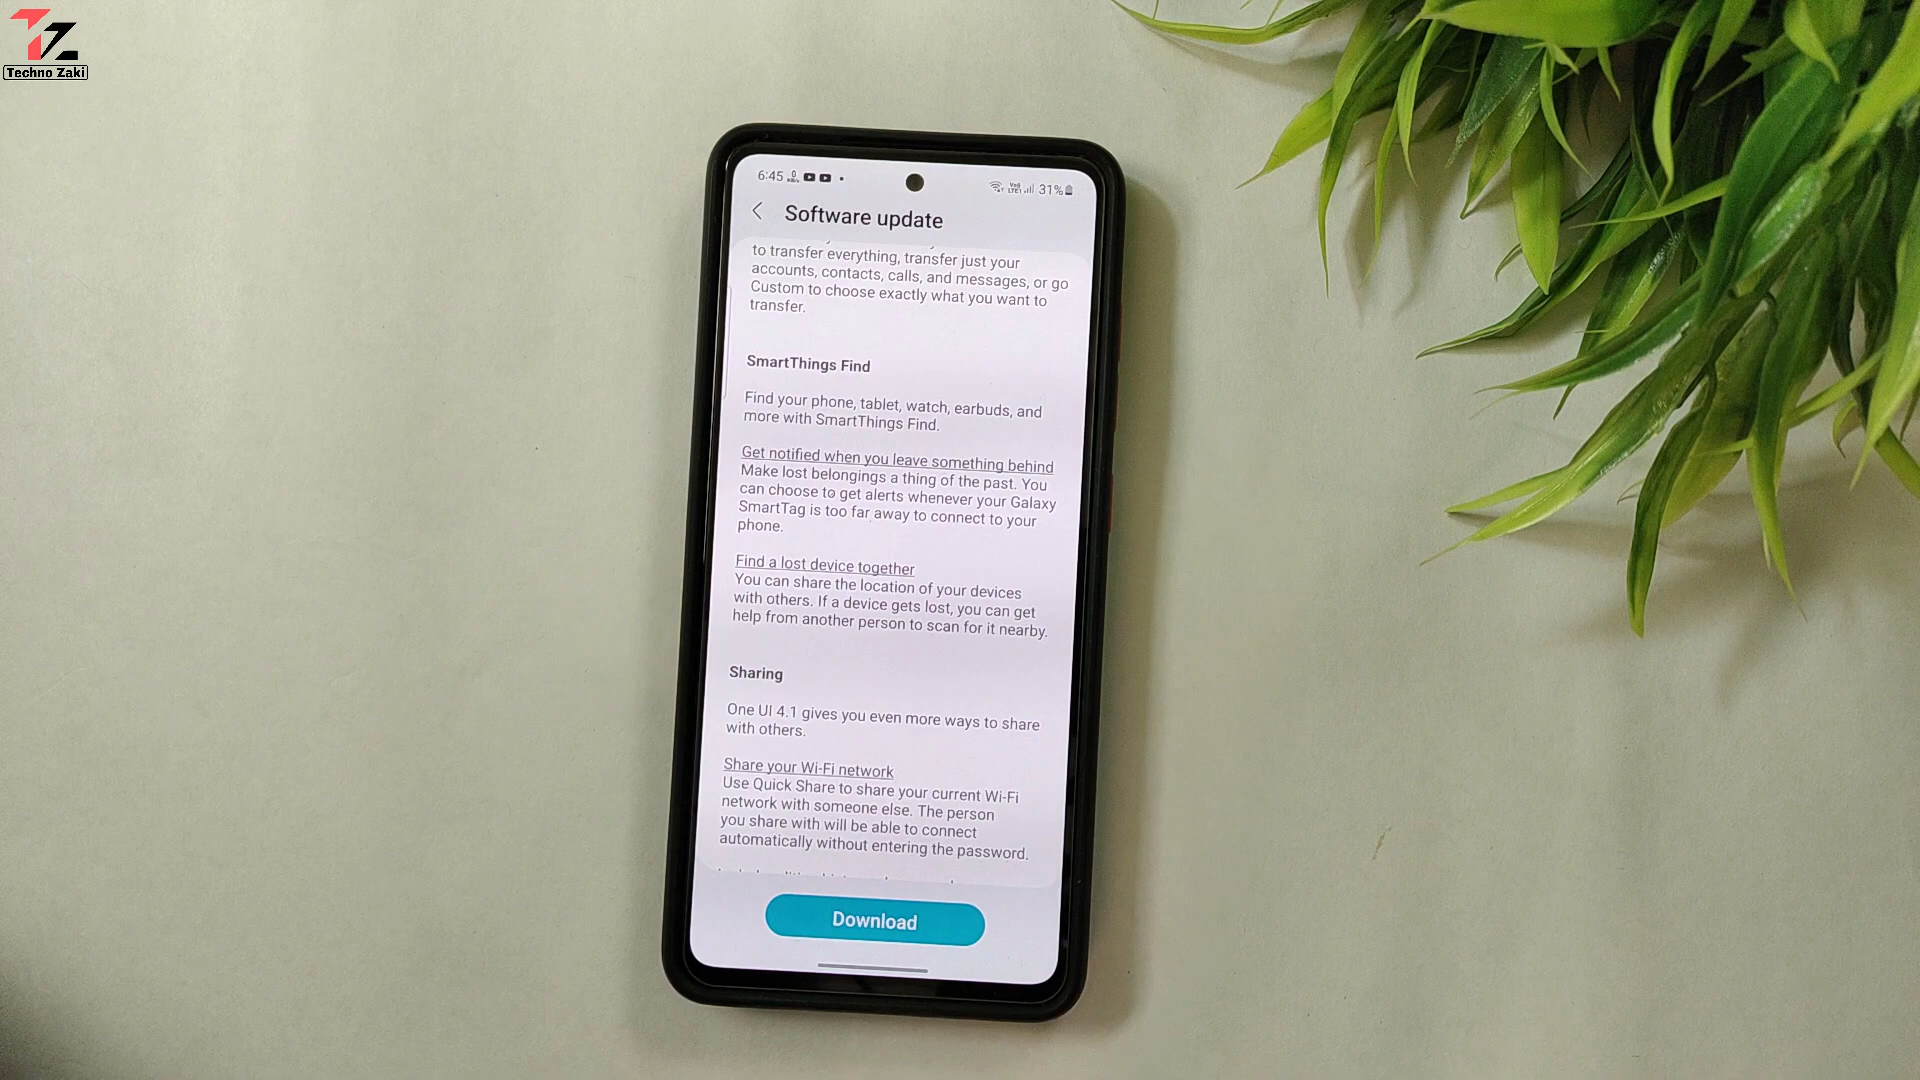 TZ
Techno Zaki
6:45
31%
Software update
to transfer everything, transfer just your
accounts, contacts, calls, and messages, or go
Custom to choose exactly what you want to
transfer.
SmartThings Find
Find your phone, tablet, watch, earbuds, and
more with SmartThings Find.
Get notified when you leave something behind
Make lost belongings a thing of the past. You
can choose to get alerts whenever your Galaxy
SmartTag is too far away to connect to your
phone.
Find a lost device together
You can share the location of your devices
with others. If a device gets lost, you can get
help from another person to scan for it nearby.
Sharing
One UI 4.1 gives you even more ways to share
with others.
Share your Wi-Fi network
Use Quick Share to share your current Wi-Fi
network with someone else. The person
you share with will be able to connect
automatically without entering the password.
Download